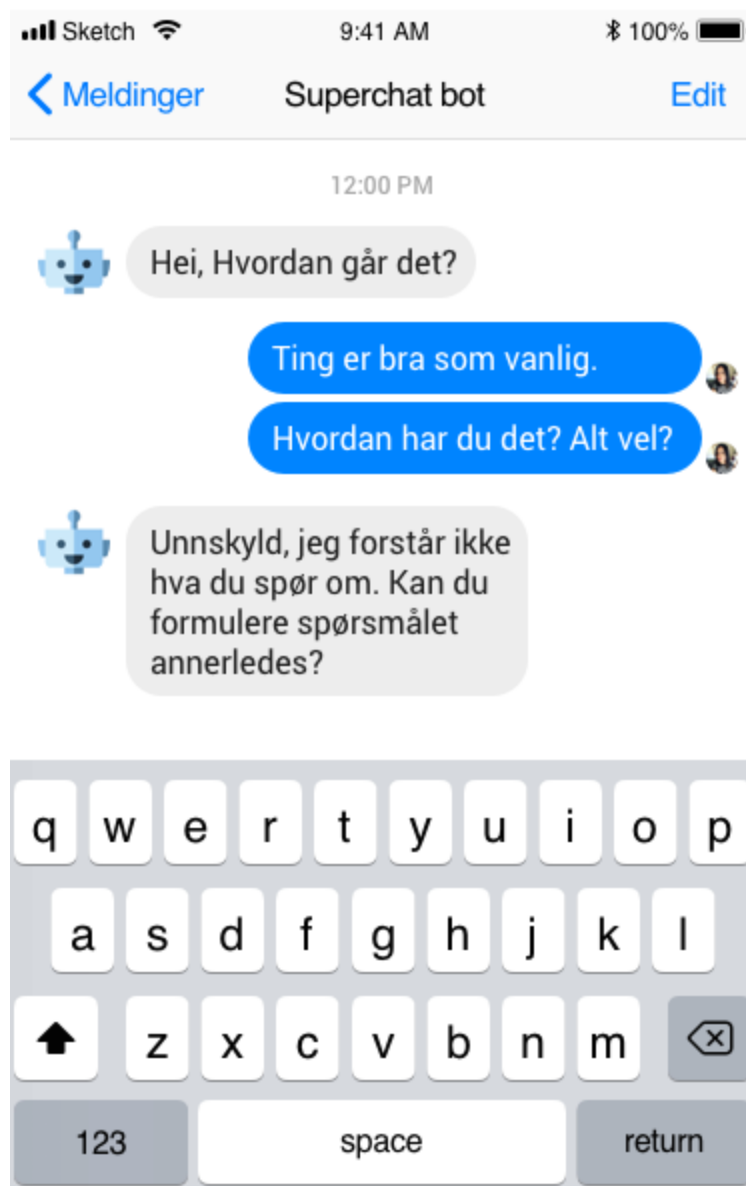 Sketch 9:41 AM 100%
Meldinger Superchat bot Edit
12:00 PM
Hei, Hvordan går det?
Ting er bra som vanlig.
Hvordan har du det? Alt vel?
Unnskyld, jeg forstår ikke
hva du spør om. Kan du
formulere spørsmålet
annerledes?
q w e r t y u i o p
a s d f g h j k l
z x c v b n m
123 space return